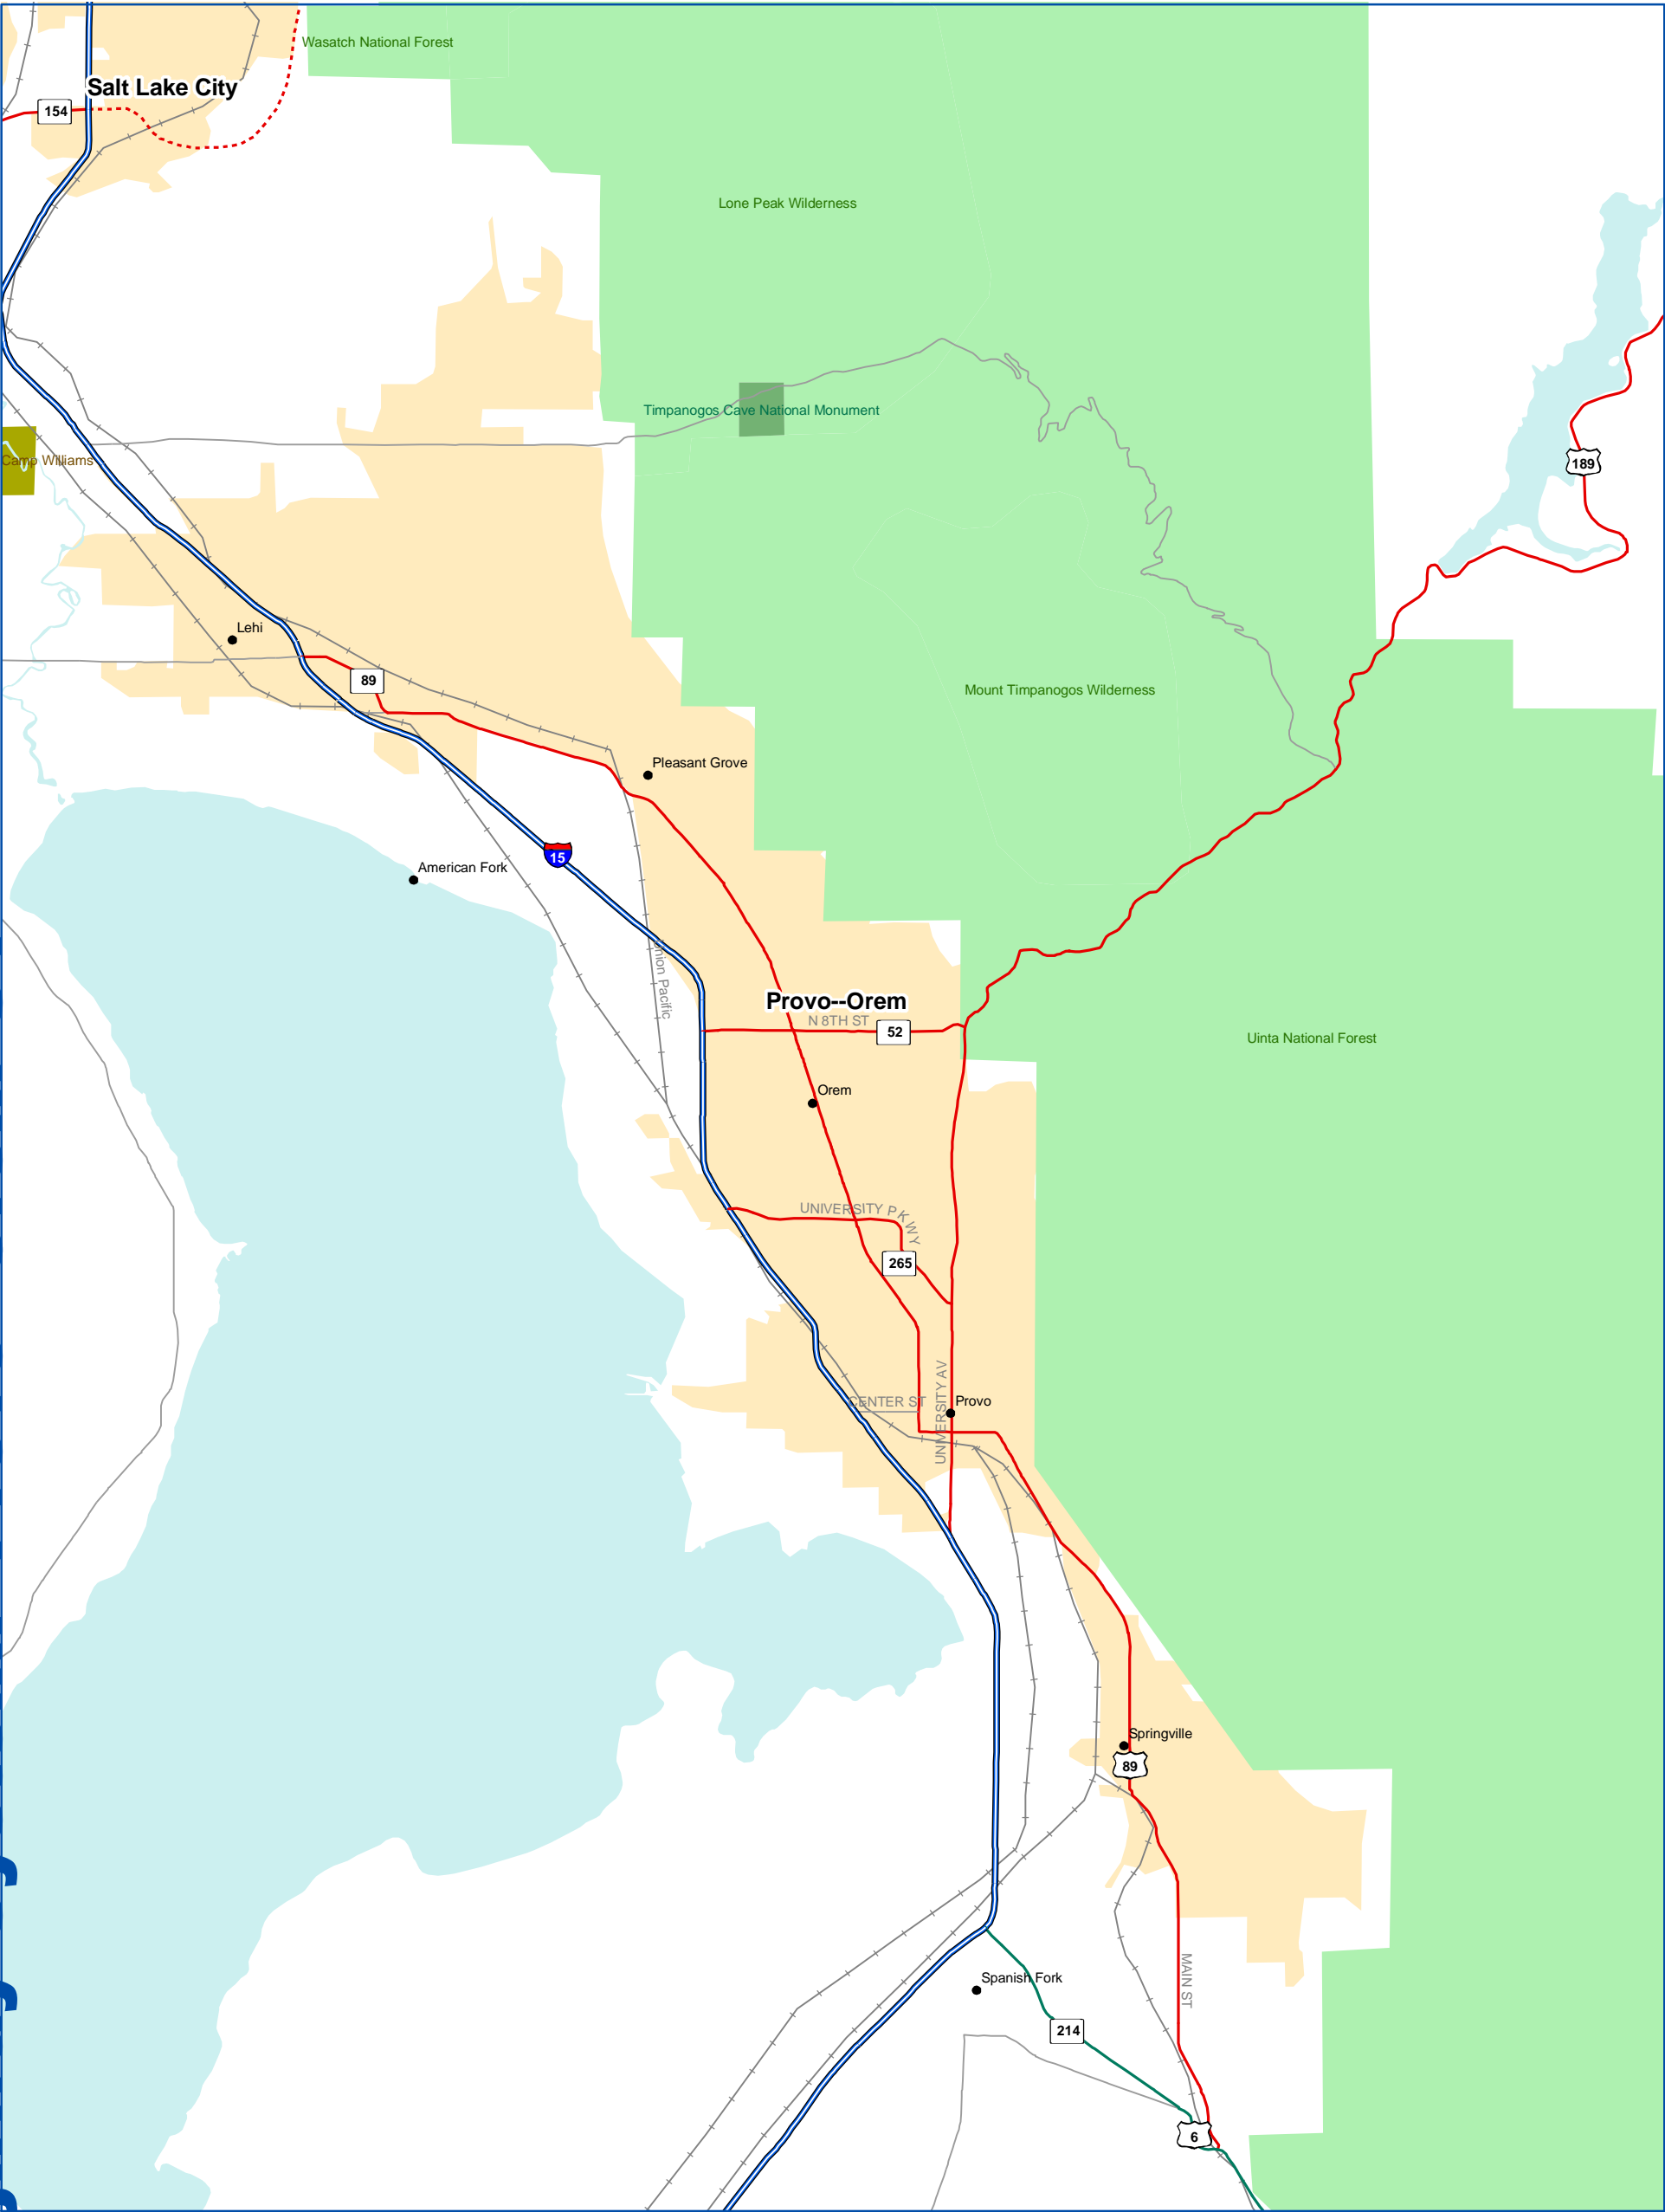 Wasatch National Forest
Salt Lake City
154
Lone Peak Wilderness
Timpanogos Cave National Monument
Camp Williams
189
Lehi
89
Mount Timpanogos Wilderness
Pleasant Grove
15
American Fork
Union Pacific
Provo--Orem
N 8TH ST
52
Uinta National Forest
Orem
UNIVERSITY PKWY
265
UNIVERSITY AV
CENTER ST
Provo
Springville
89
MAIN ST
Spanish Fork
214
6